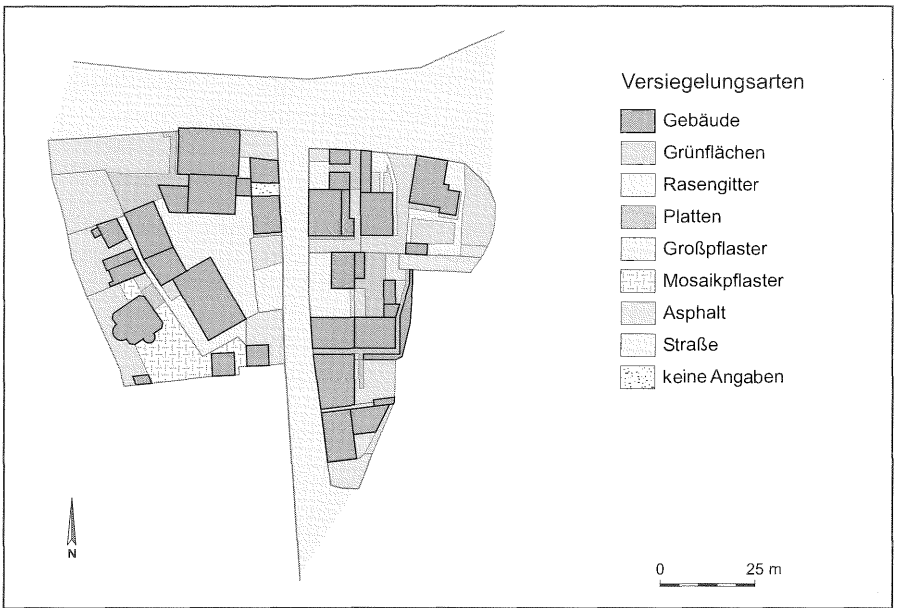 Versiegelungsarten
Gebäude
Grünflächen
Rasengitter
Platten
Großpflaster
Mosaikpflaster
Asphalt
Straße
keine Angaben
N
0 25 m